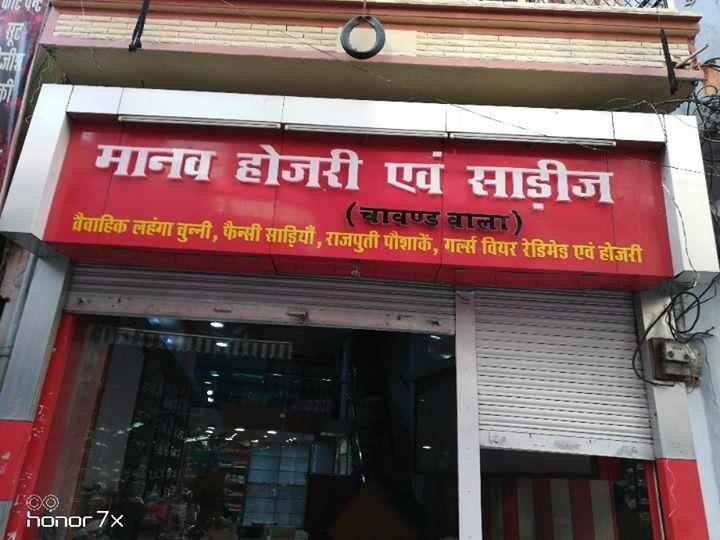 कोट पेन्ट
सूट
की
मानव होजरी एवं साड़ीज
(चावण्ड वाला)
वैवाहिक लहंगा चुन्नी, फैन्सी साड़ियाँ, राजपुती पौशाकें, गर्ल्स वियर रेडिमेड एवं होजरी
honor 7x